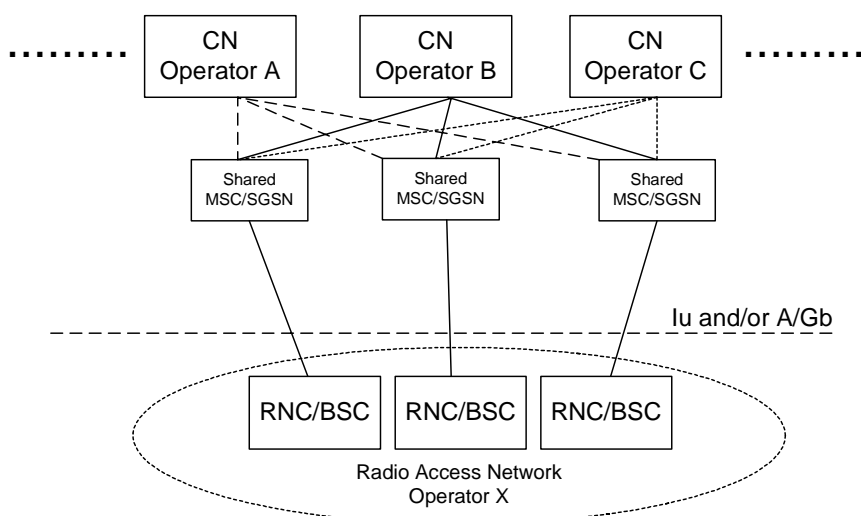 CN
Operator A
CN
Operator B
CN
Operator C
Shared
MSC/SGSN
Shared
MSC/SGSN
Shared
MSC/SGSN
Iu and/or A/Gb
RNC/BSC
RNC/BSC
RNC/BSC
Radio Access Network
Operator X